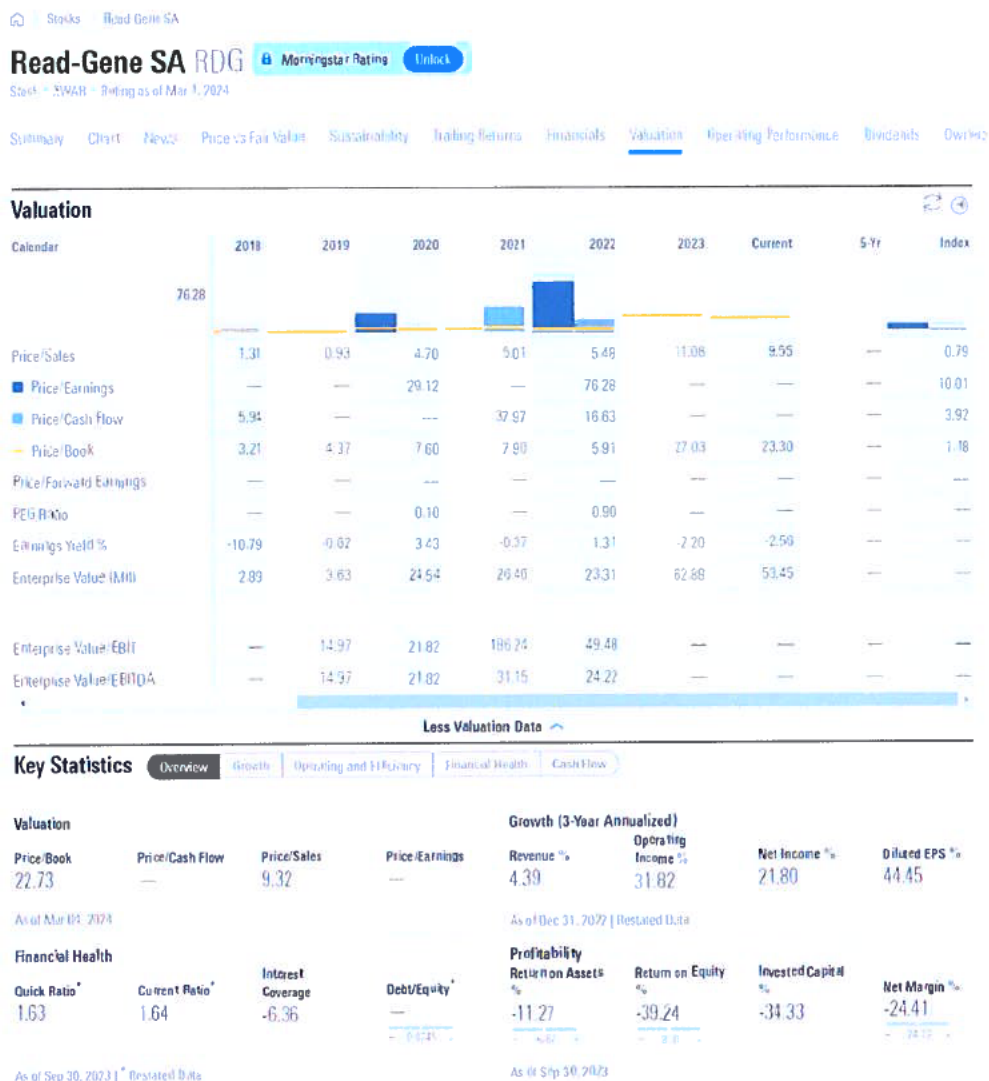 Stocks Read Gene SA
Read-Gene SA RDG Morningstar Rating Unlock
Rating as of Mar 1, 2024
Summary Chart News Price vs Fair Value Sustainability Trailing Returns Financials Valuation Operating Performance Dividends
Valuation
Calendar 2018 2019 2020 2021 2022 2023 Current 5-Yr Index
76.28
Price/Sales 1.31 0.93 4.70 5.01 5.48 11.06 9.55 — 0.79
Price/Earnings — — 29.12 — 76.28 — — — 10.01
Price/Cash Flow 5.94 — — 37.97 16.63 — — — 3.92
Price/Book 3.21 4.37 7.60 7.90 5.91 27.03 23.30 — 1.18
Price/Forward Earnings — — — — — — — — —
PEG Ratio — — 0.10 — 0.90 — — — —
Earnings Yield % -10.79 3.43 1.31 -2.20 — —
Enterprise Value (Mil) 2.89 3.63 24.54 26.40 23.31 62.88 53.45 — —
Enterprise Value/EBIT — 14.97 21.82 186.24 49.48 — — — —
Enterprise Value/EBITDA — 14.97 21.82 31.15 24.22 — — — —
Less Valuation Data
Key Statistics Overview Growth Operating and Efficiency Financial Health Cash Flow
Valuation
Price/Book Price/Cash Flow Price/Sales Price/Earnings
22.73 — 9.32 —
As of Mar 04, 2024
Growth (3-Year Annualized)
Revenue % Operating Income % Net Income % Diluted EPS %
4.39 31.82 21.80 44.45
As of Dec 31, 2022 | Restated Data
Financial Health
Quick Ratio* Current Ratio* Interest Coverage Debt/Equity*
1.63 1.64 -6.36 —
As of Sep 30, 2023 | * Restated Data
Profitability
Return on Assets % Return on Equity % Invested Capital % Net Margin %
-11.27 -39.24 -34.33 -24.41
As of Sep 30, 2023